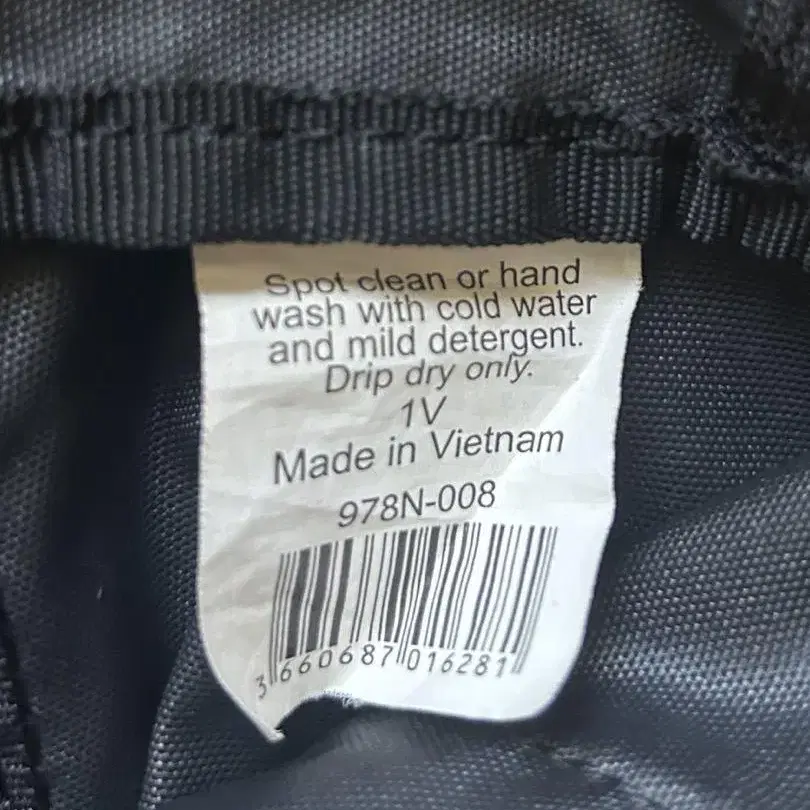 Spot clean or hand
wash with cold water
and mild detergent.
Drip dry only.
1V
Made in Vietnam
978N-008
3660687016281